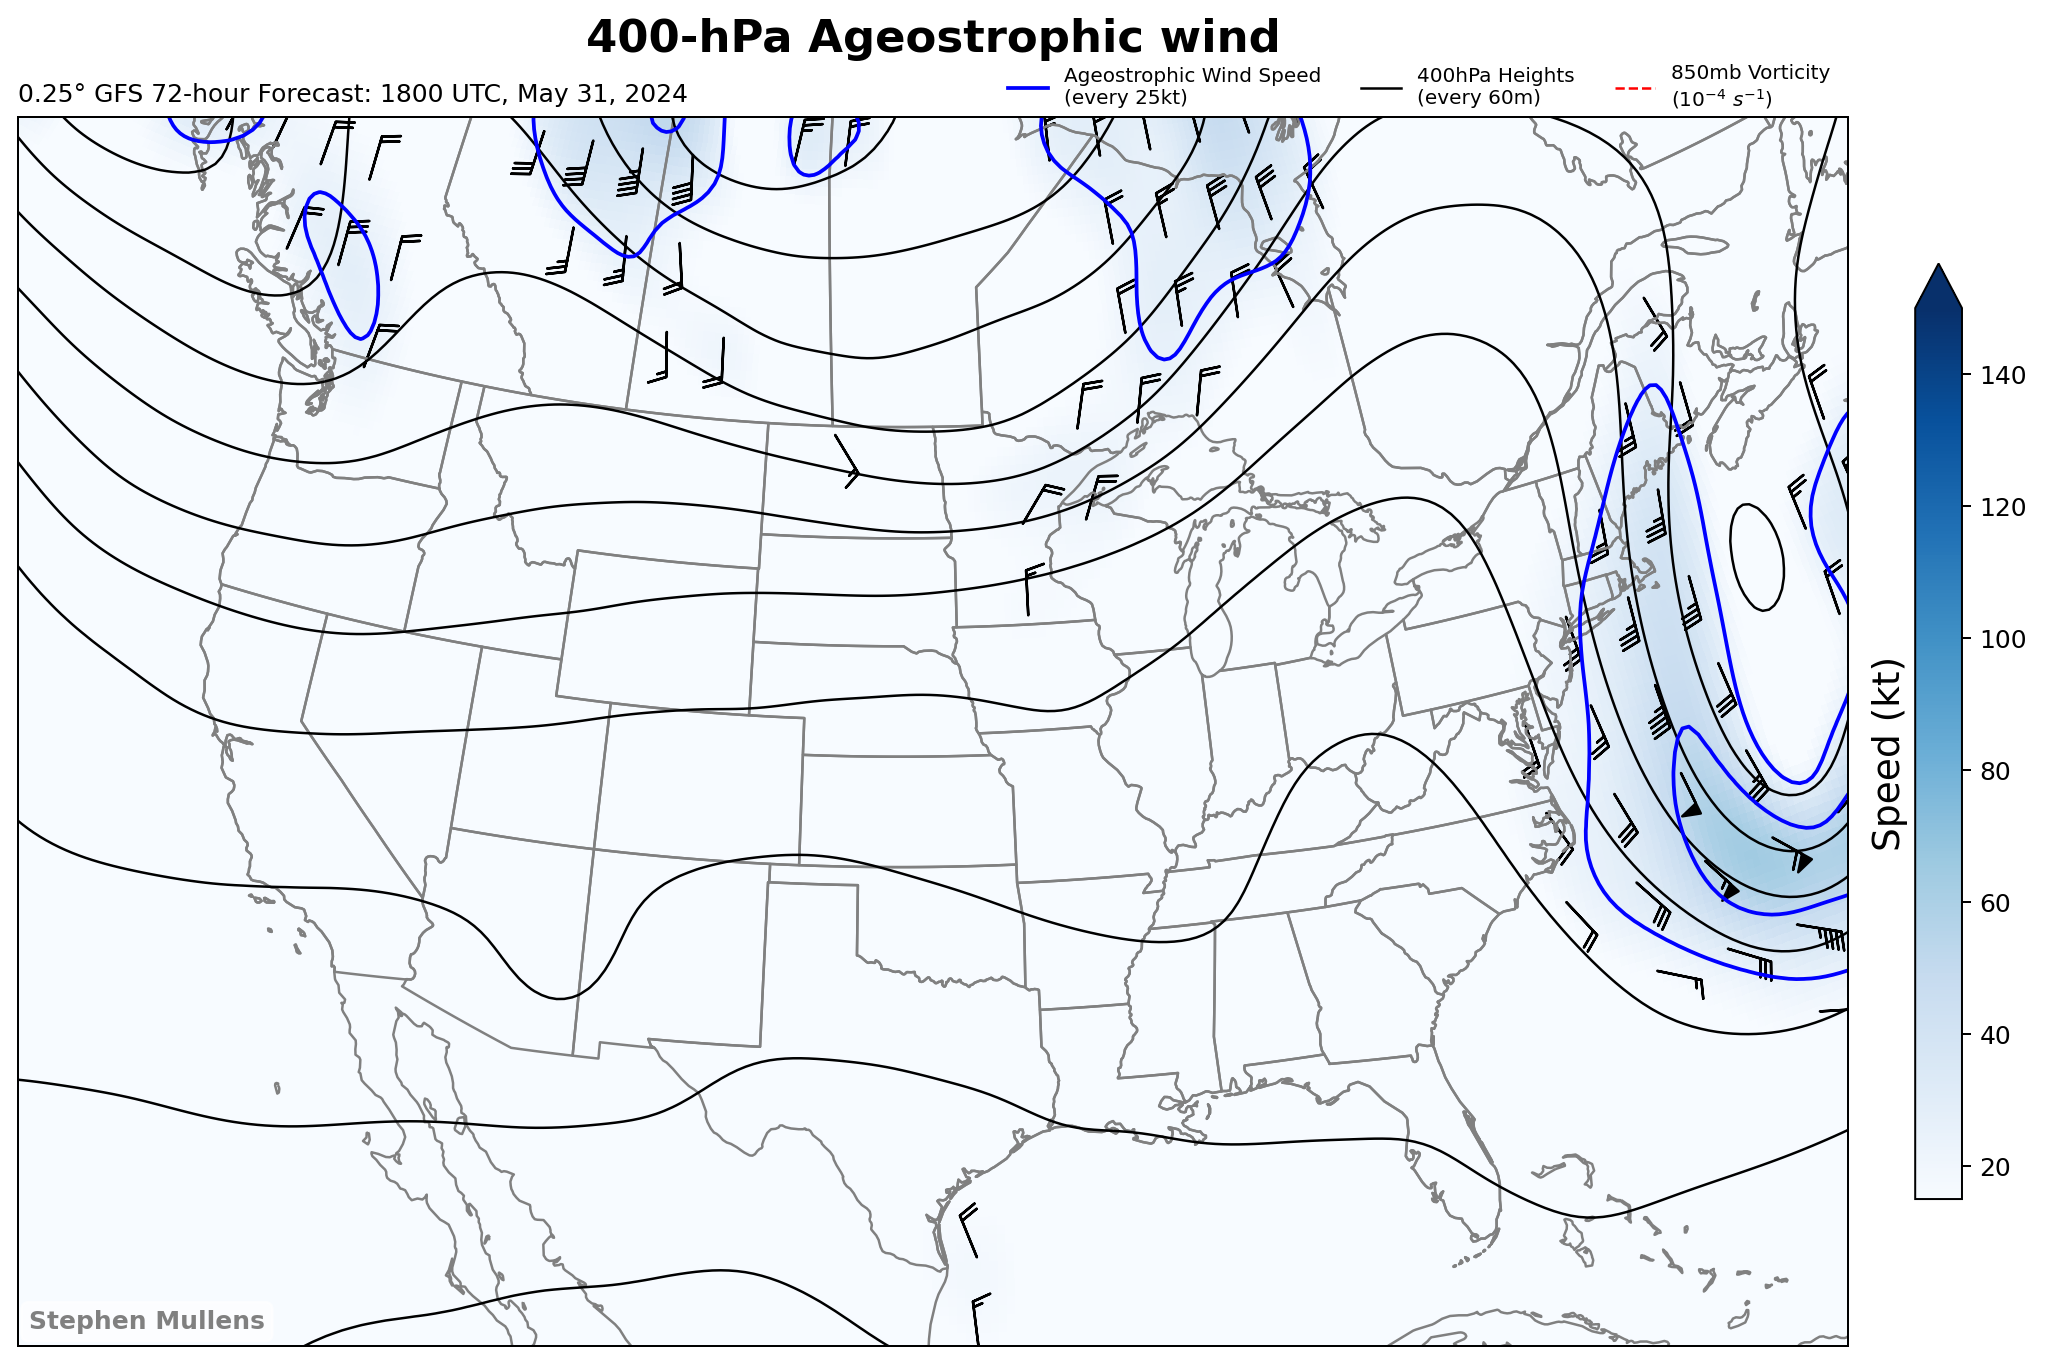 400-hPa Ageostrophic wind
0.25° GFS 72-hour Forecast: 1800 UTC, May 31, 2024
Ageostrophic Wind Speed
(every 25kt)
400hPa Heights
(every 60m)
850mb Vorticity
(10⁻⁴ s⁻¹)
140
120
100
80
60
40
20
Speed (kt)
Stephen Mullens